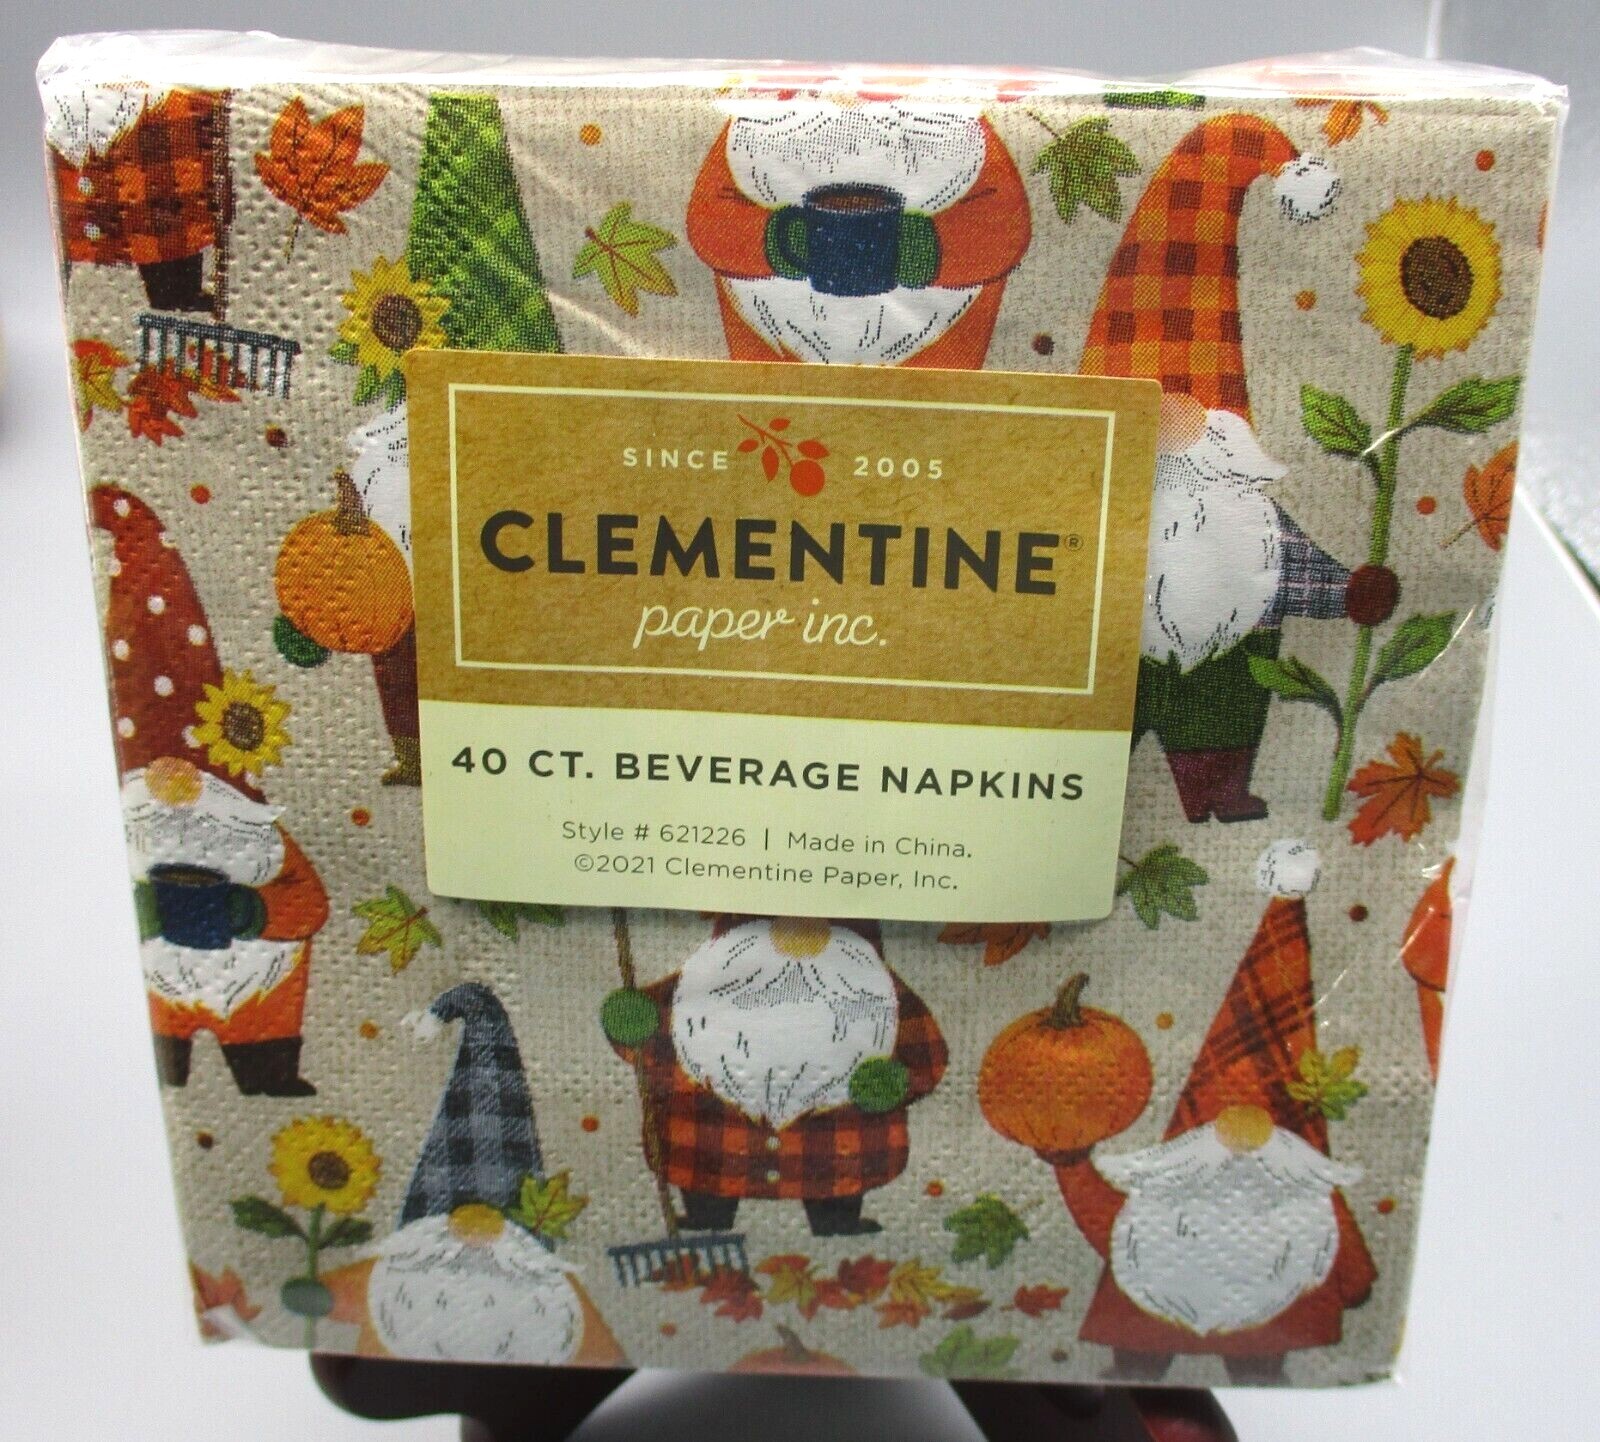 SINCE 2005
CLEMENTINE®
paper inc.
40 CT. BEVERAGE NAPKINS
Style # 621226 | Made in China.
©2021 Clementine Paper, Inc.